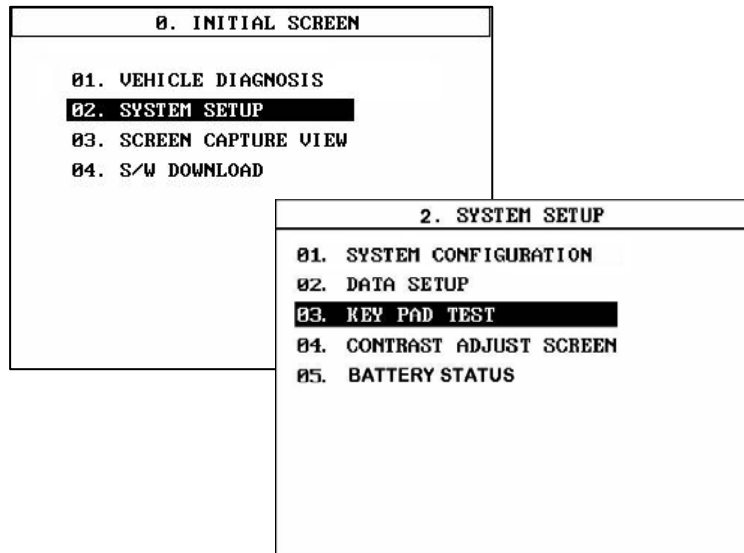 0. INITIAL SCREEN
01. VEHICLE DIAGNOSIS
02. SYSTEM SETUP
03. SCREEN CAPTURE VIEW
04. S/W DOWNLOAD
2. SYSTEM SETUP
01. SYSTEM CONFIGURATION
02. DATA SETUP
03. KEY PAD TEST
04. CONTRAST ADJUST SCREEN
05. BATTERY STATUS